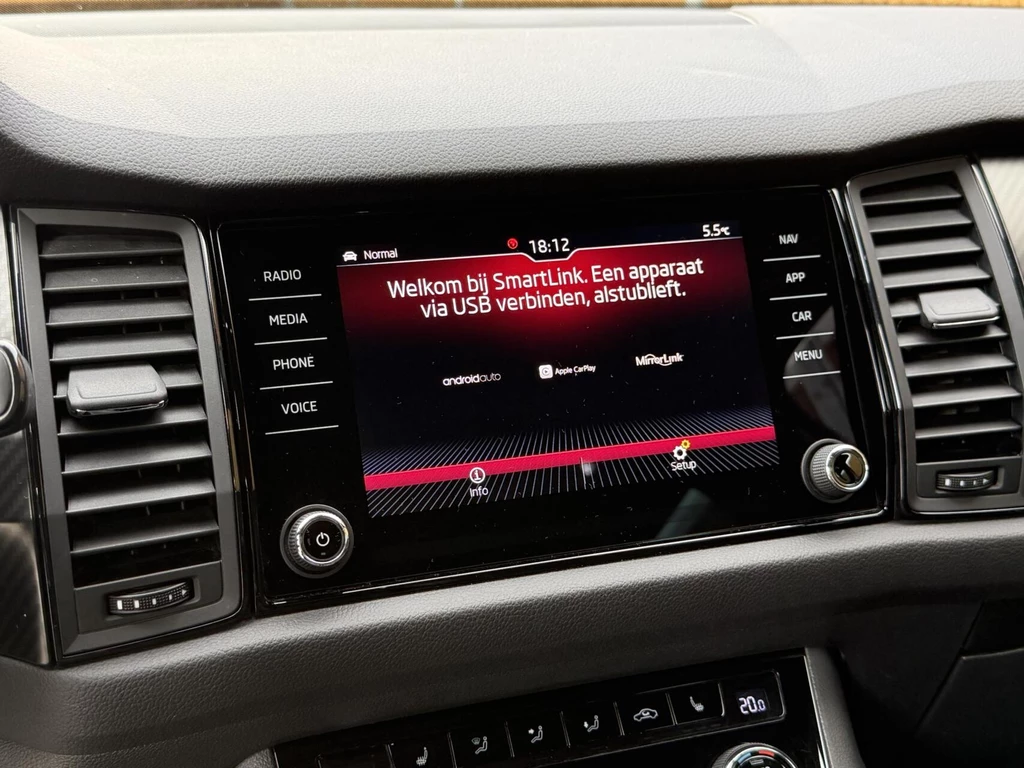 Normal
18:12
5.5°C
Welkom bij SmartLink. Een apparaat
via USB verbinden, alstublieft.
androidauto
Apple CarPlay
MirrorLink
Info
Setup
RADIO
MEDIA
PHONE
VOICE
NAV
APP
CAR
MENU
20.0